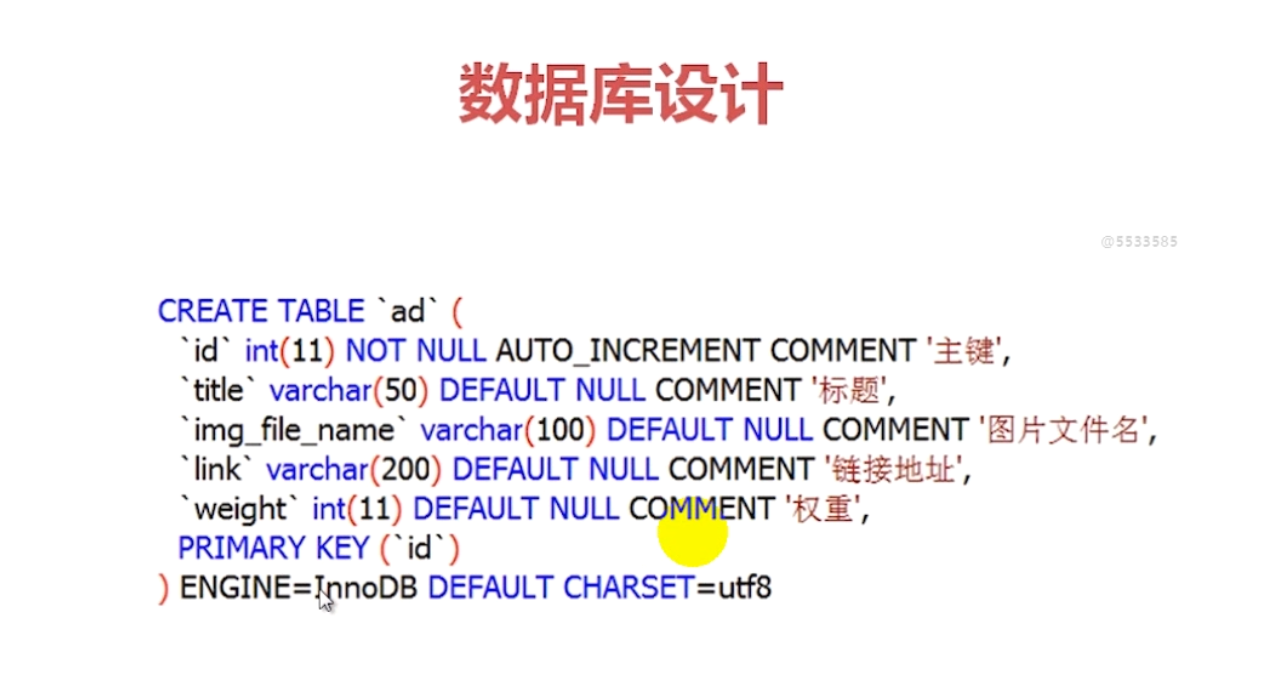 数据库设计
@5533585
CREATE TABLE `ad` (
`id` int(11) NOT NULL AUTO_INCREMENT COMMENT '主键',
`title` varchar(50) DEFAULT NULL COMMENT '标题',
`img_file_name` varchar(100) DEFAULT NULL COMMENT '图片文件名',
`link` varchar(200) DEFAULT NULL COMMENT '链接地址',
`weight` int(11) DEFAULT NULL COMMENT '权重',
PRIMARY KEY (`id`)
) ENGINE=InnoDB DEFAULT CHARSET=utf8